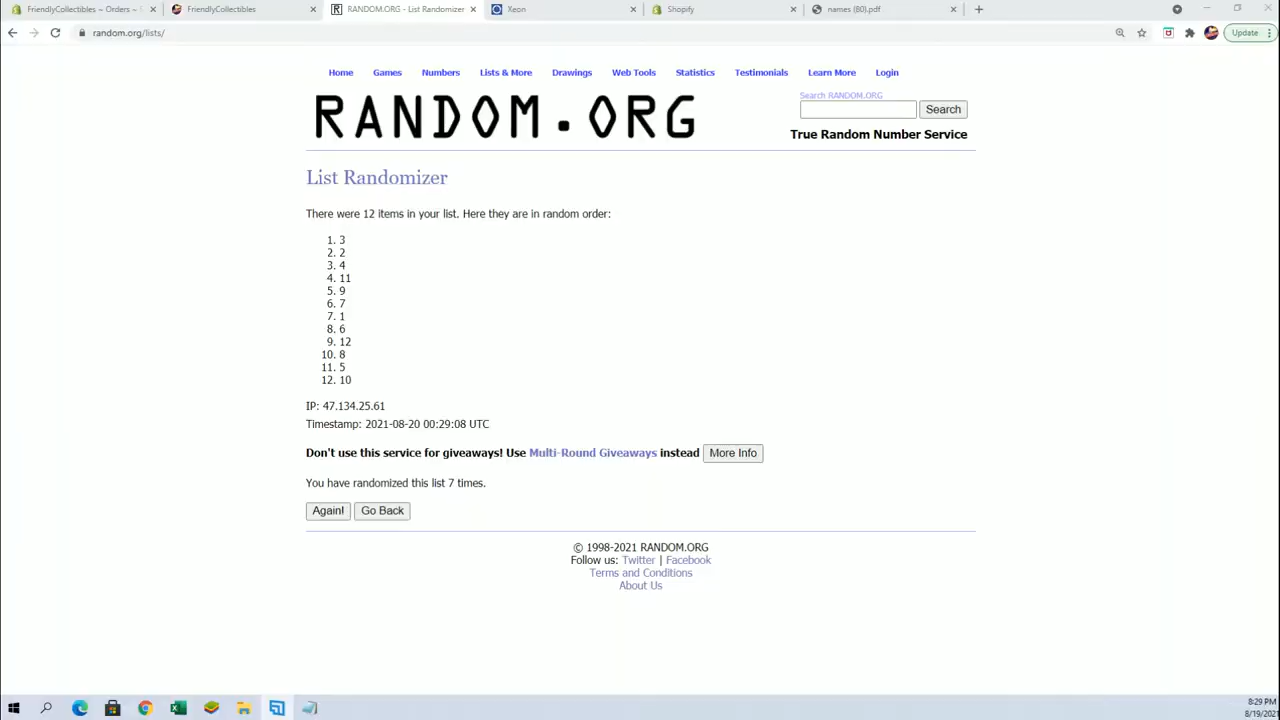 FriendlyCollectibles ~ Orders ~ FriendlyCollectibles RANDOM.ORG - List Randomizer Xeon Shopify names (80).pdf
random.org/lists/ Update
Home Games Numbers Lists & More Drawings Web Tools Statistics Testimonials Learn More Login
Search RANDOM.ORG
RANDOM.ORG
Search
True Random Number Service
List Randomizer
There were 12 items in your list. Here they are in random order:
1. 3
2. 2
3. 4
4. 11
5. 9
6. 7
7. 1
8. 6
9. 12
10. 8
11. 5
12. 10
IP: 47.134.25.61
Timestamp: 2021-08-20 00:29:08 UTC
Don't use this service for giveaways! Use Multi-Round Giveaways instead More Info
You have randomized this list 7 times.
Again! Go Back
© 1998-2021 RANDOM.ORG
Follow us: Twitter | Facebook
Terms and Conditions
About Us
8:29 PM
8/19/2021